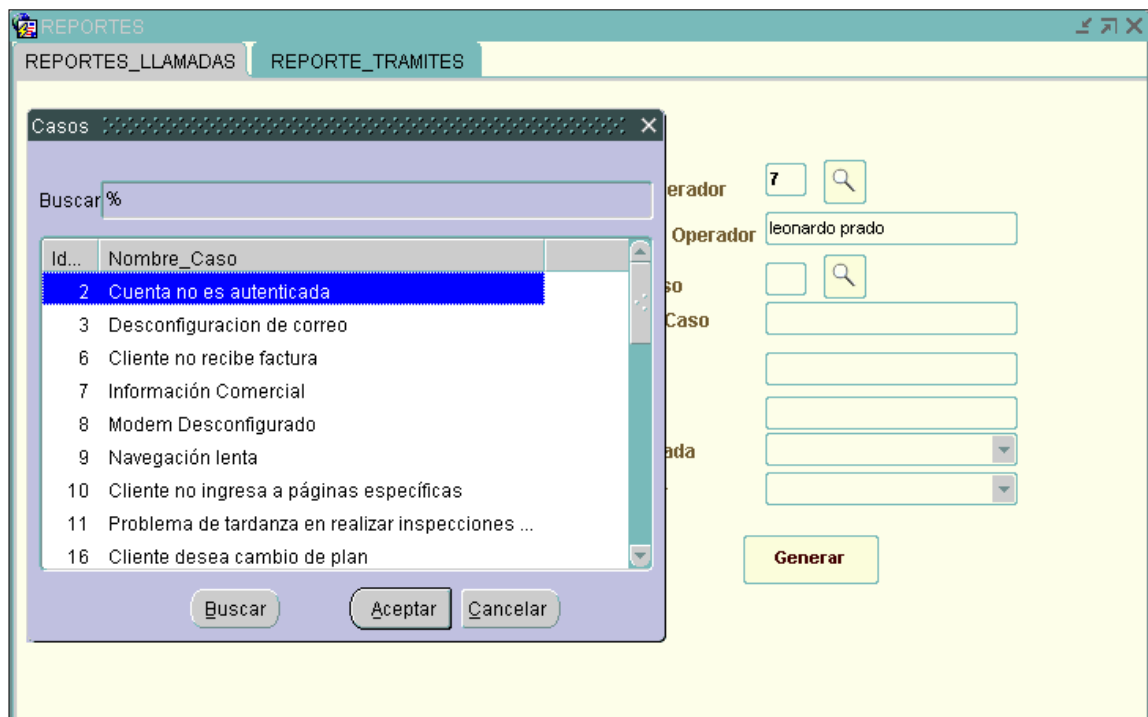 REPORTES
REPORTES_LLAMADAS REPORTE_TRAMITES
Casos
Buscar %
Id... Nombre_Caso
2 Cuenta no es autenticada
3 Desconfiguracion de correo
6 Cliente no recibe factura
7 Información Comercial
8 Modem Desconfigurado
9 Navegación lenta
10 Cliente no ingresa a páginas específicas
11 Problema de tardanza en realizar inspecciones ...
16 Cliente desea cambio de plan
Buscar Aceptar Cancelar
erador 7
Operador leonardo prado
so
Caso
ada
Generar